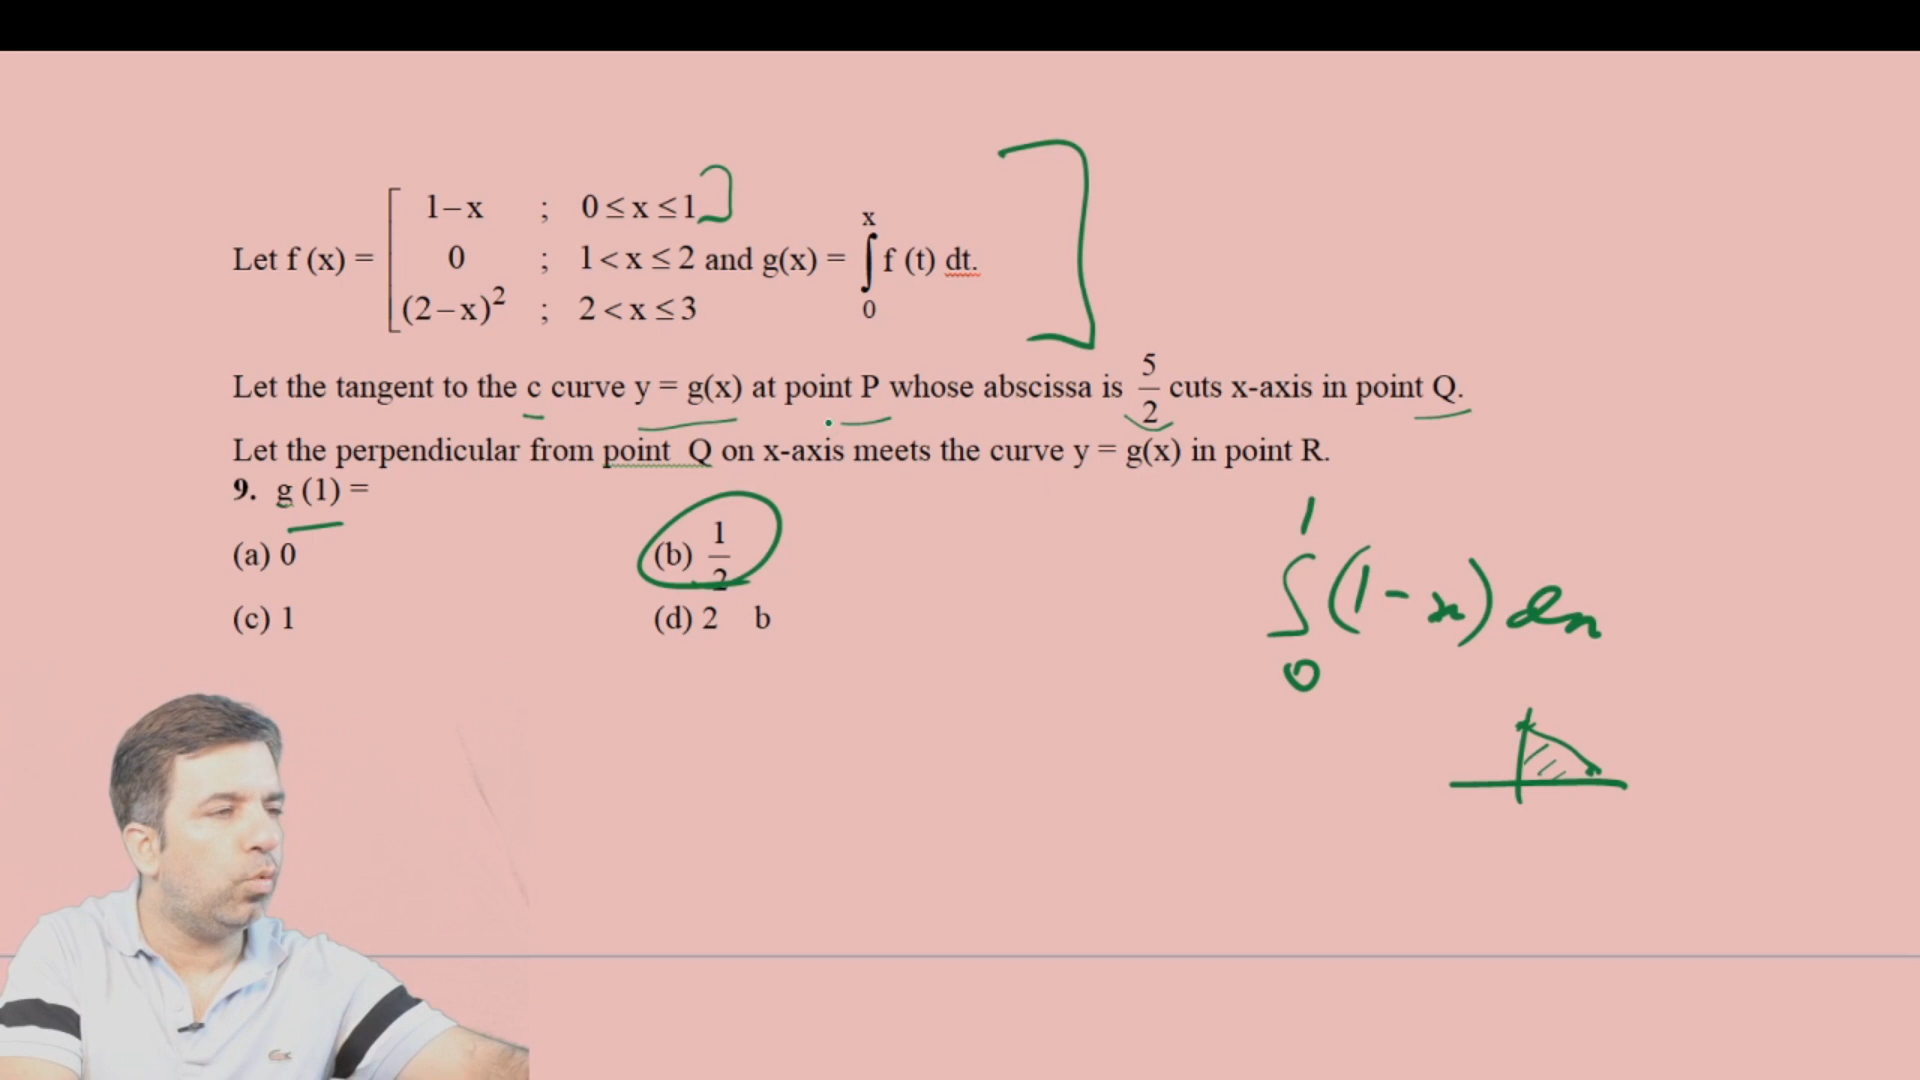 Let f (x) = [ 1−x ; 0≤x≤1
0 ; 1<x≤2
(2−x)² ; 2<x≤3
and g(x) = ∫₀ˣ f (t) dt.
Let the tangent to the c curve y = g(x) at point P whose abscissa is 5/2 cuts x-axis in point Q.
Let the perpendicular from point Q on x-axis meets the curve y = g(x) in point R.
9. g (1) =
(a) 0 (b) 1/2
(c) 1 (d) 2 b
∫₀¹ (1-x) dx